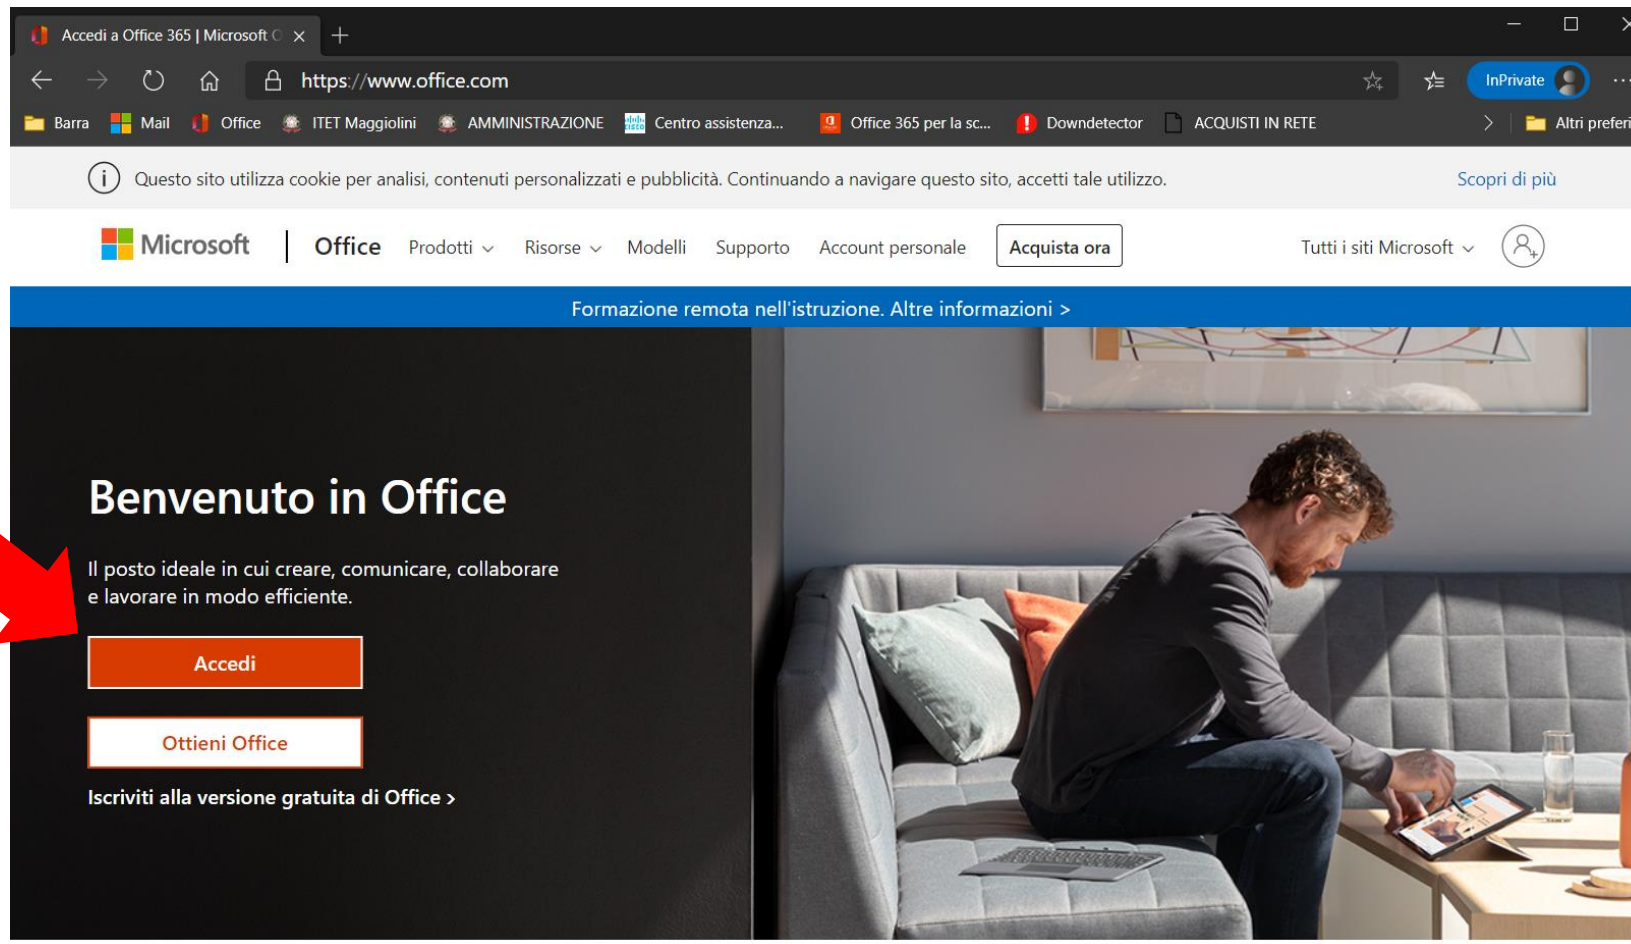 Accedi a Office 365 | Microsoft O
https://www.office.com
InPrivate
Barra Mail Office ITET Maggiolini AMMINISTRAZIONE Centro assistenza... Office 365 per la sc... Downdetector ACQUISTI IN RETE Altri preferi
Questo sito utilizza cookie per analisi, contenuti personalizzati e pubblicità. Continuando a navigare questo sito, accetti tale utilizzo. Scopri di più
Microsoft | Office Prodotti Risorse Modelli Supporto Account personale Acquista ora Tutti i siti Microsoft
Formazione remota nell'istruzione. Altre informazioni >
Benvenuto in Office
Il posto ideale in cui creare, comunicare, collaborare
e lavorare in modo efficiente.
Accedi
Ottieni Office
Iscriviti alla versione gratuita di Office >